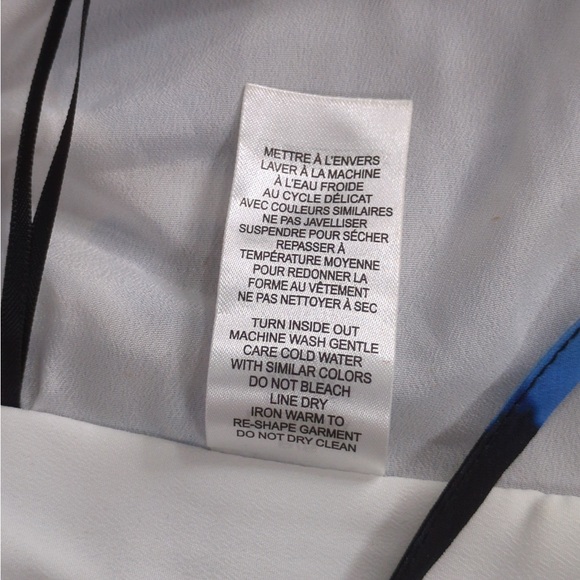 METTRE À L'ENVERS
LAVER À LA MACHINE
À L'EAU FROIDE
AU CYCLE DÉLICAT
AVEC COULEURS SIMILAIRES
NE PAS JAVELLISER
SUSPENDRE POUR SÉCHER
REPASSER À
TEMPÉRATURE MOYENNE
POUR REDONNER LA
FORME AU VÊTEMENT
NE PAS NETTOYER À SEC
TURN INSIDE OUT
MACHINE WASH GENTLE
CARE COLD WATER
WITH SIMILAR COLORS
DO NOT BLEACH
LINE DRY
IRON WARM TO
RE-SHAPE GARMENT
DO NOT DRY CLEAN